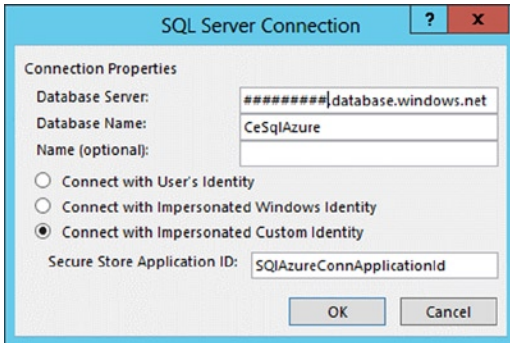 SQL Server Connection ? x
Connection Properties
Database Server: #########.database.windows.net
Database Name: CeSqlAzure
Name (optional):
Connect with User's Identity
Connect with Impersonated Windows Identity
Connect with Impersonated Custom Identity
Secure Store Application ID: SQlAzureConnApplicationId
OK Cancel